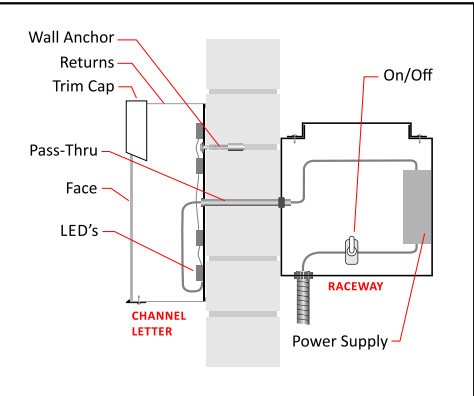 Wall Anchor
Returns
Trim Cap
On/Off
Pass-Thru
Face
LED's
RACEWAY
CHANNEL
LETTER
Power Supply